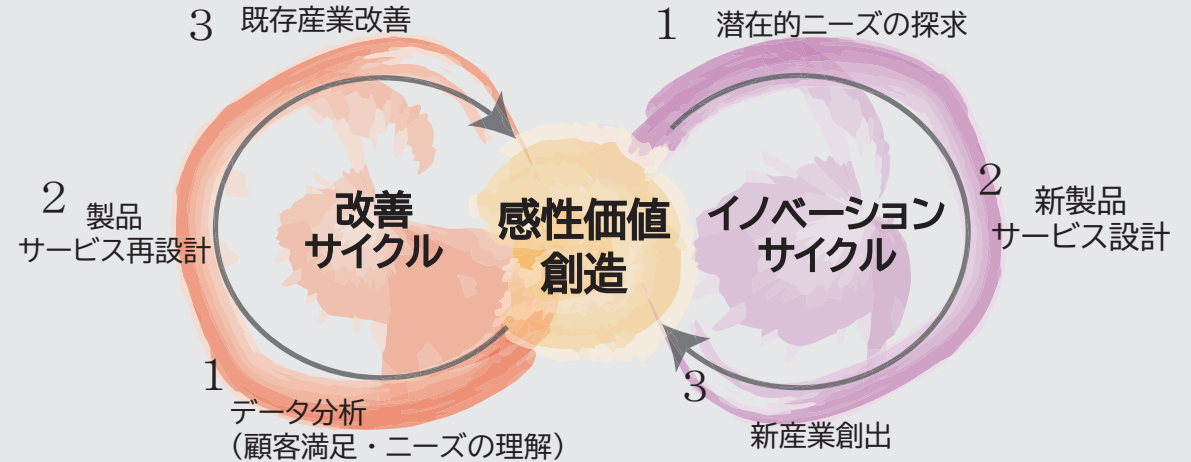 3 既存産業改善
1 潜在的ニーズの探求
2 製品
サービス再設計
改善
サイクル
感性価値
創造
イノベーション
サイクル
2 新製品
サービス設計
1
データ分析
（顧客満足・ニーズの理解）
3
新産業創出